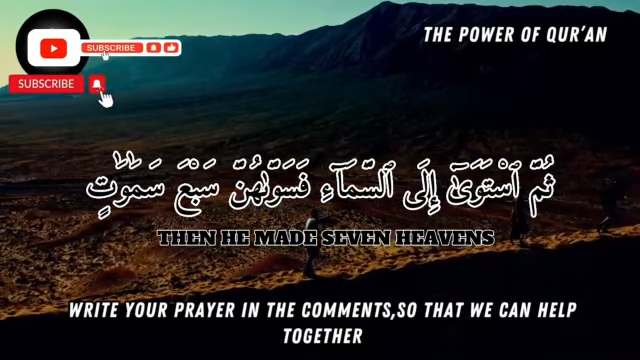 THE POWER OF QUR'AN
SUBSCRIBE
SUBSCRIBE
ثُمَّ ٱسْتَوَىٰٓ إِلَى ٱلسَّمَآءِ فَسَوَّىٰهُنَّ سَبْعَ سَمَٰوَٰتٍ
THEN HE MADE SEVEN HEAVENS
WRITE YOUR PRAYER IN THE COMMENTS,SO THAT WE CAN HELP
TOGETHER